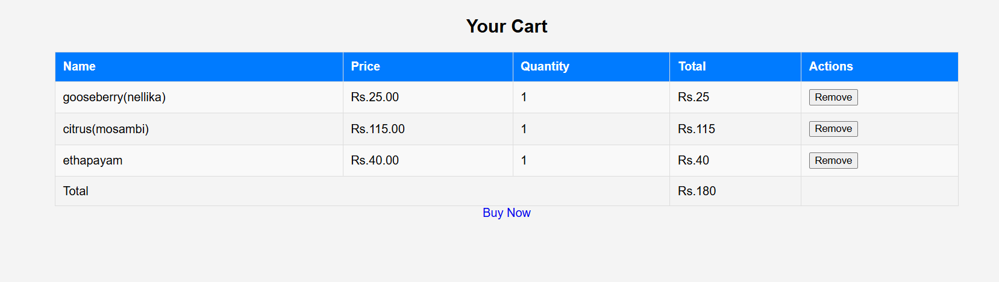 Your Cart
Name Price Quantity Total Actions
gooseberry(nellika) Rs.25.00 1 Rs.25 Remove
citrus(mosambi) Rs.115.00 1 Rs.115 Remove
ethapayam Rs.40.00 1 Rs.40 Remove
Total Rs.180
Buy Now